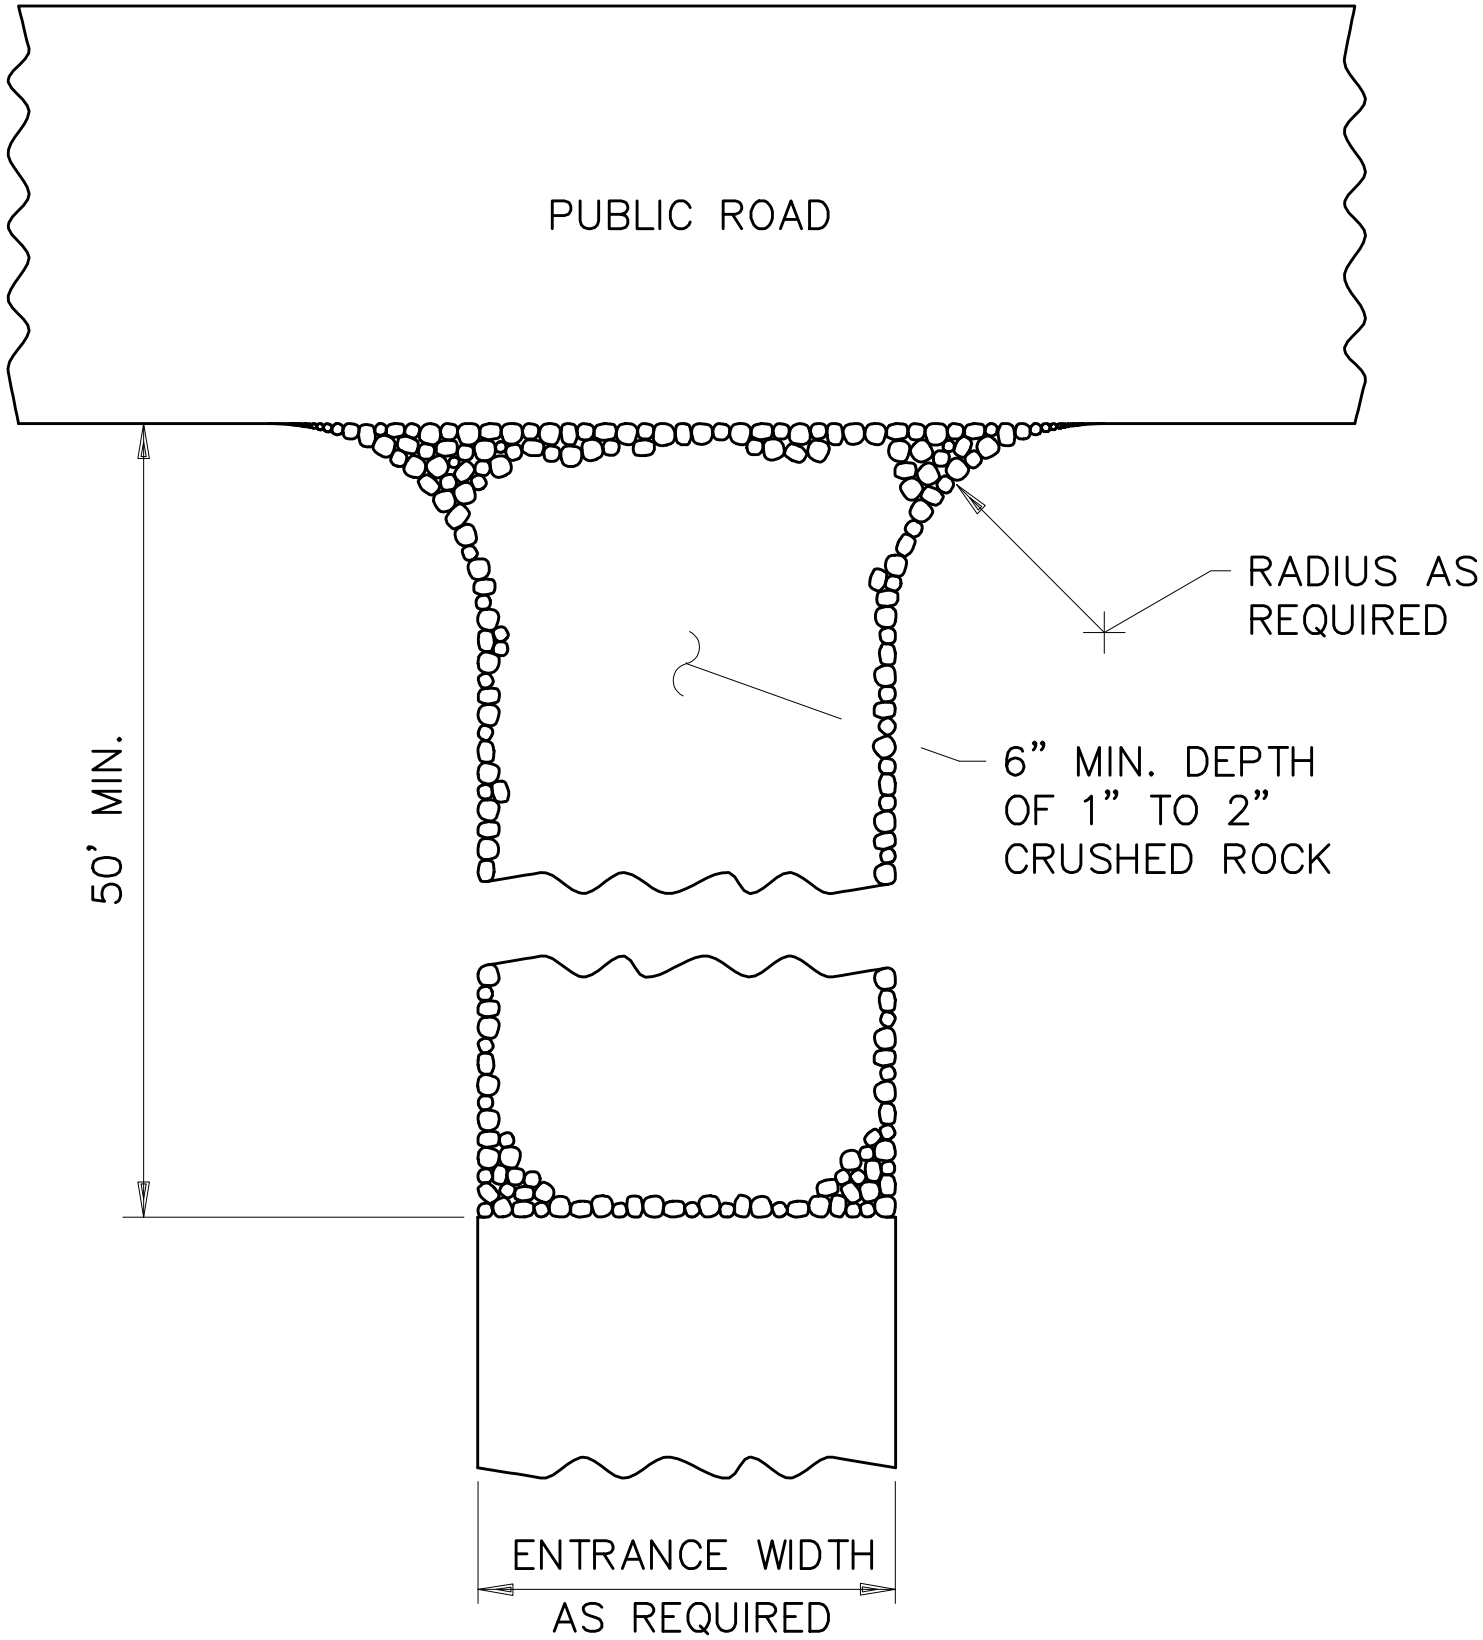 PUBLIC ROAD
RADIUS AS
REQUIRED
6” MIN. DEPTH
OF 1” TO 2”
CRUSHED ROCK
50’ MIN.
ENTRANCE WIDTH
AS REQUIRED